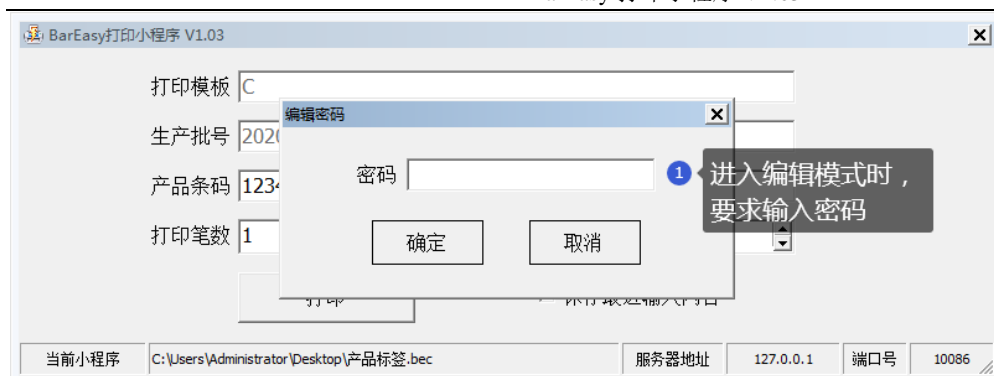 BarEasy打印小程序 V1.03
打印模板 C
编辑密码
生产批号 202
密码
1 进入编辑模式时，
要求输入密码
产品条码 1234
打印笔数 1
确定 取消
打印 保存最近输入内容
当前小程序 C:\Users\Administrator\Desktop\产品标签.bec 服务器地址 127.0.0.1 端口号 10086